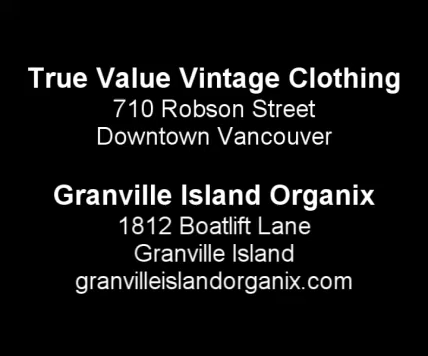 True Value Vintage Clothing
710 Robson Street
Downtown Vancouver
Granville Island Organix
1812 Boatlift Lane
Granville Island
granvilleislandorganix.com